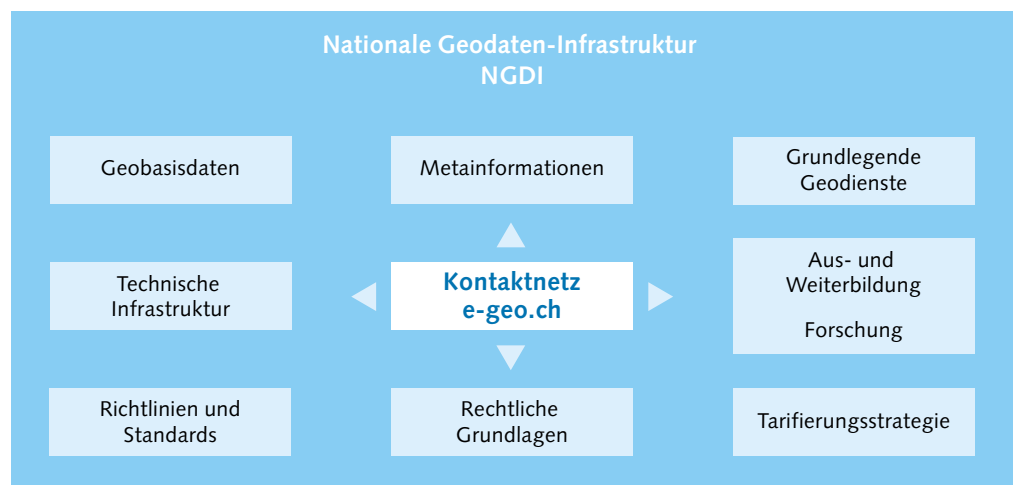 Nationale Geodaten-Infrastruktur
NGDI
Geobasisdaten
Metainformationen
Grundlegende
Geodienste
Technische
Infrastruktur
Kontaktnetz
e-geo.ch
Aus- und
Weiterbildung
Forschung
Richtlinien und
Standards
Rechtliche
Grundlagen
Tarifierungsstrategie